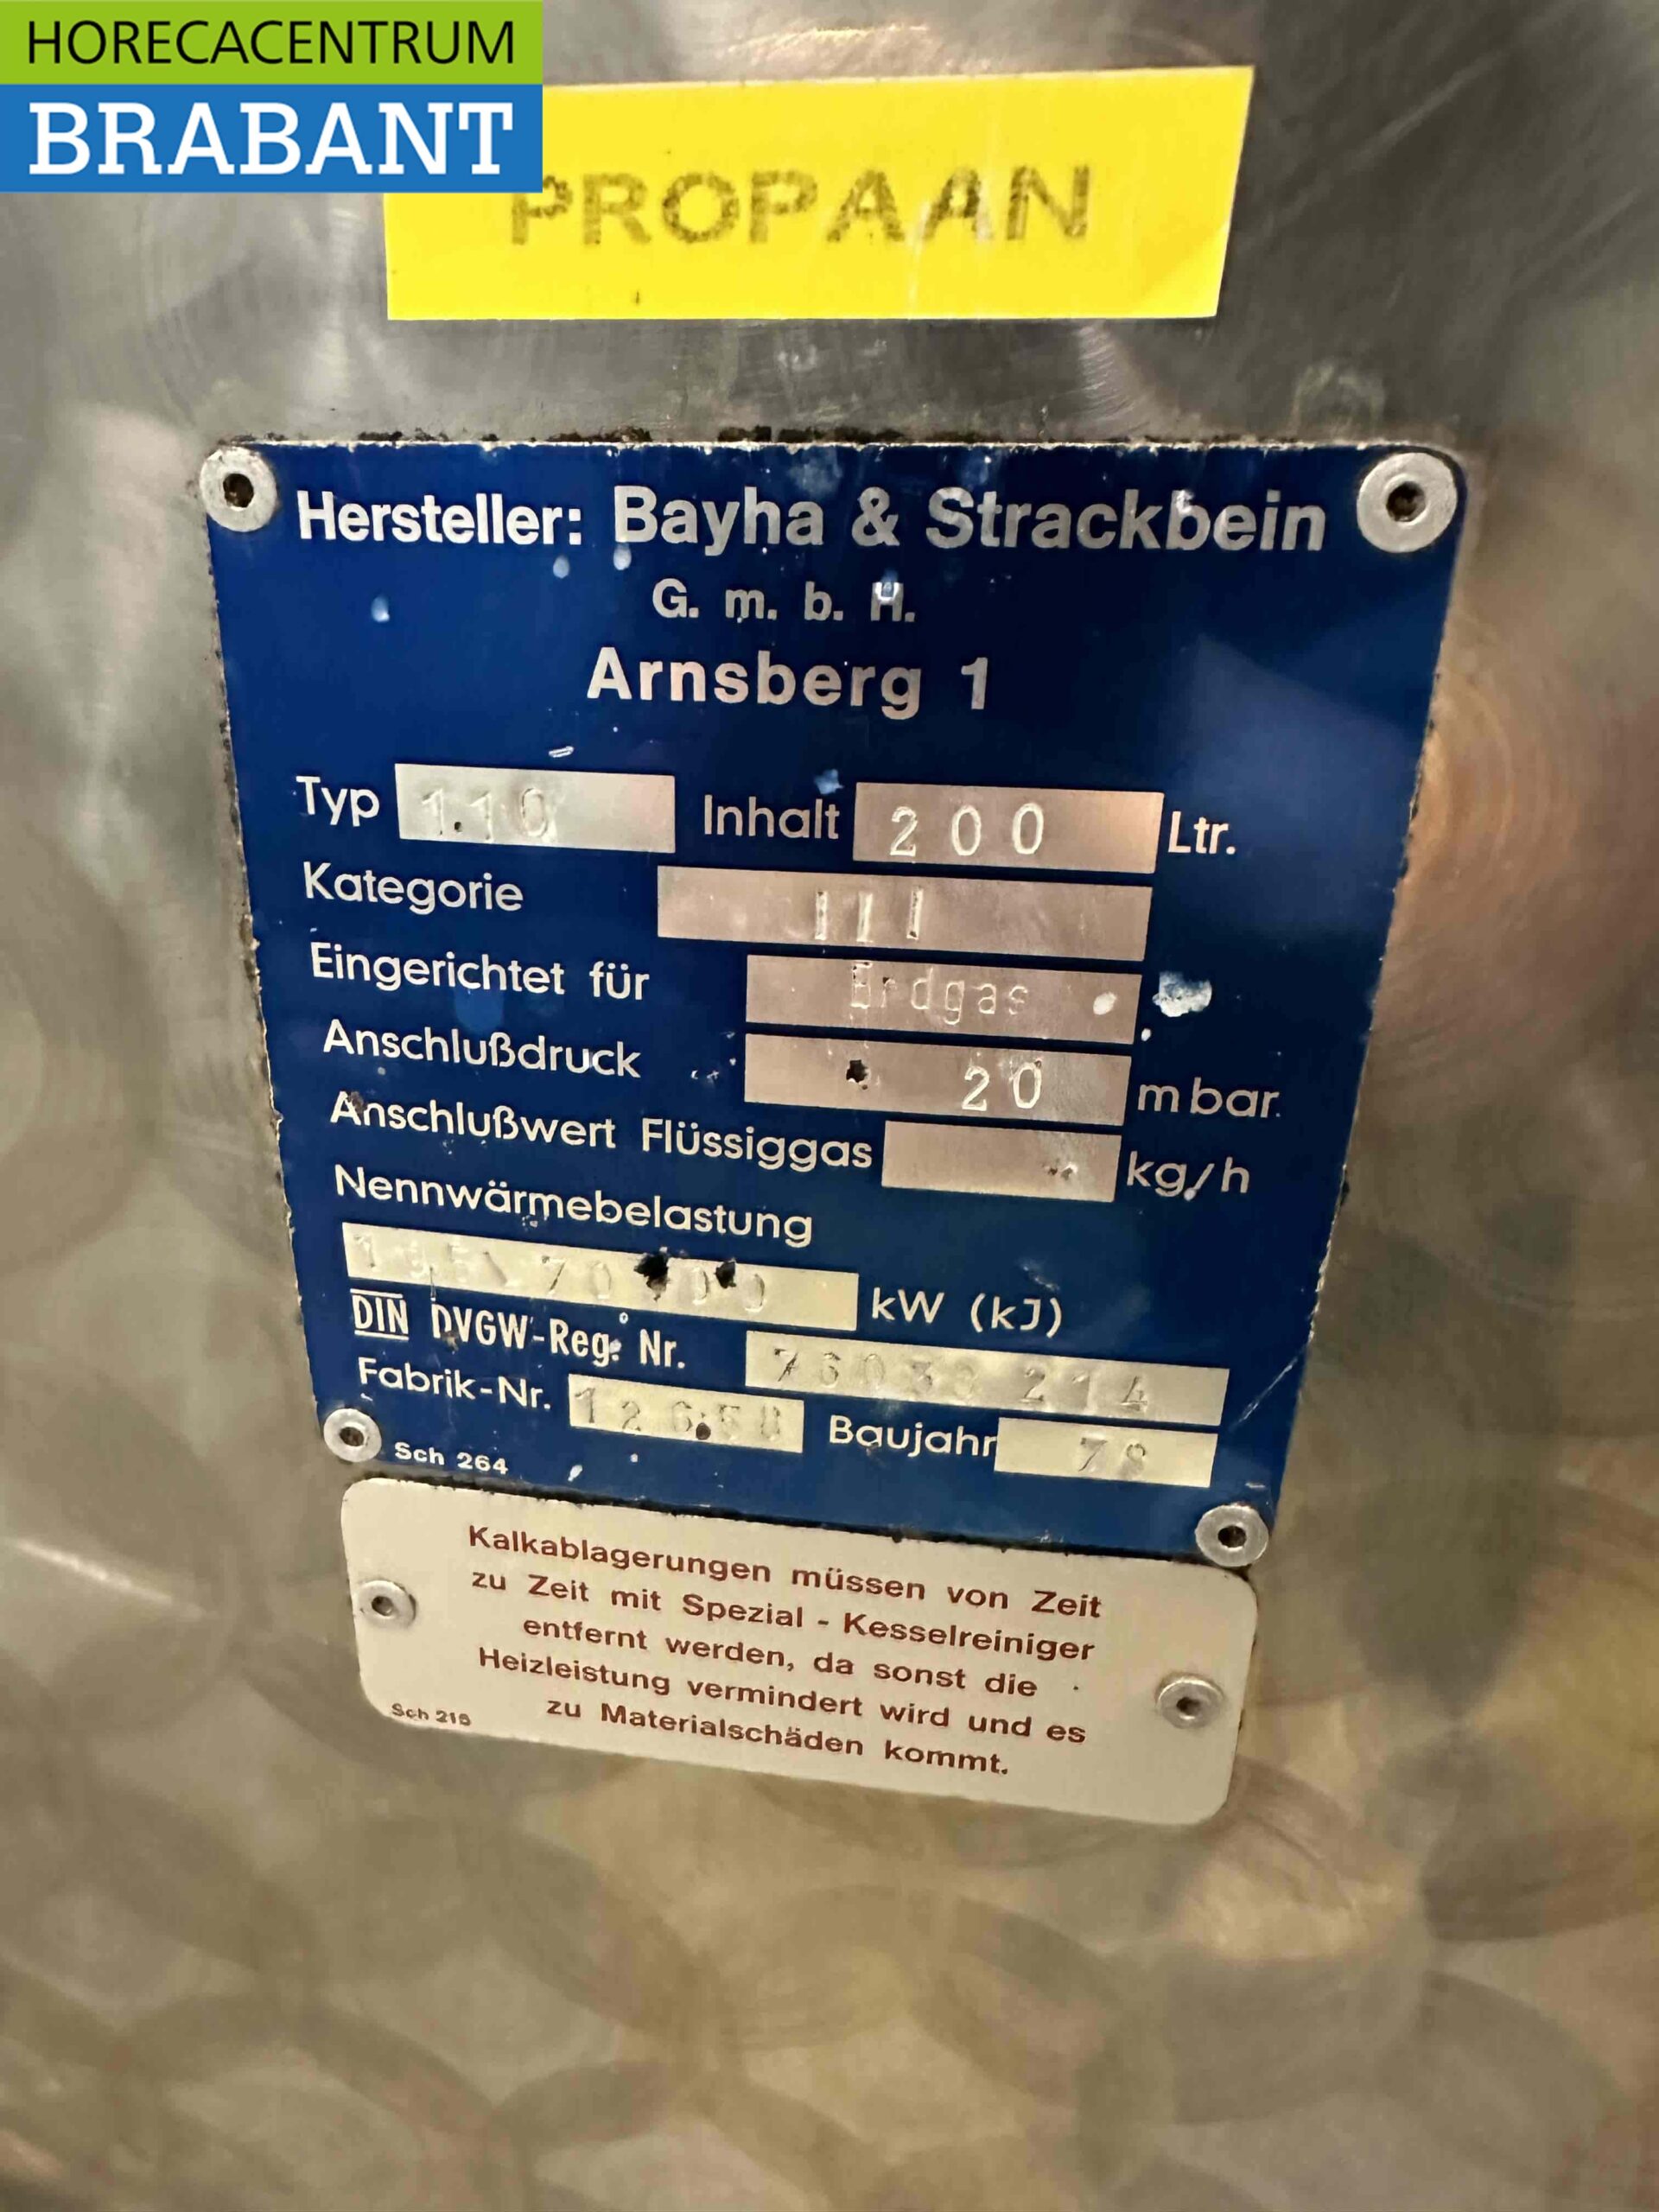 HORECACENTRUM
BRABANT
PROPAAN
Hersteller: Bayha & Strackbein
G. m. b. H.
Arnsberg 1
Typ 110 Inhalt 200 Ltr.
Kategorie III
Eingerichtet für Erdgas
Anschlußdruck 20 mbar.
Anschlußwert Flüssiggas kg/h
Nennwärmebelastung
kW (kJ)
DIN DVGW-Reg. Nr.
Fabrik-Nr. Baujahr
Sch 264
Kalkablagerungen müssen von Zeit
zu Zeit mit Spezial - Kesselreiniger
entfernt werden, da sonst die
Heizleistung vermindert wird und es
zu Materialschäden kommt.
Sch 216